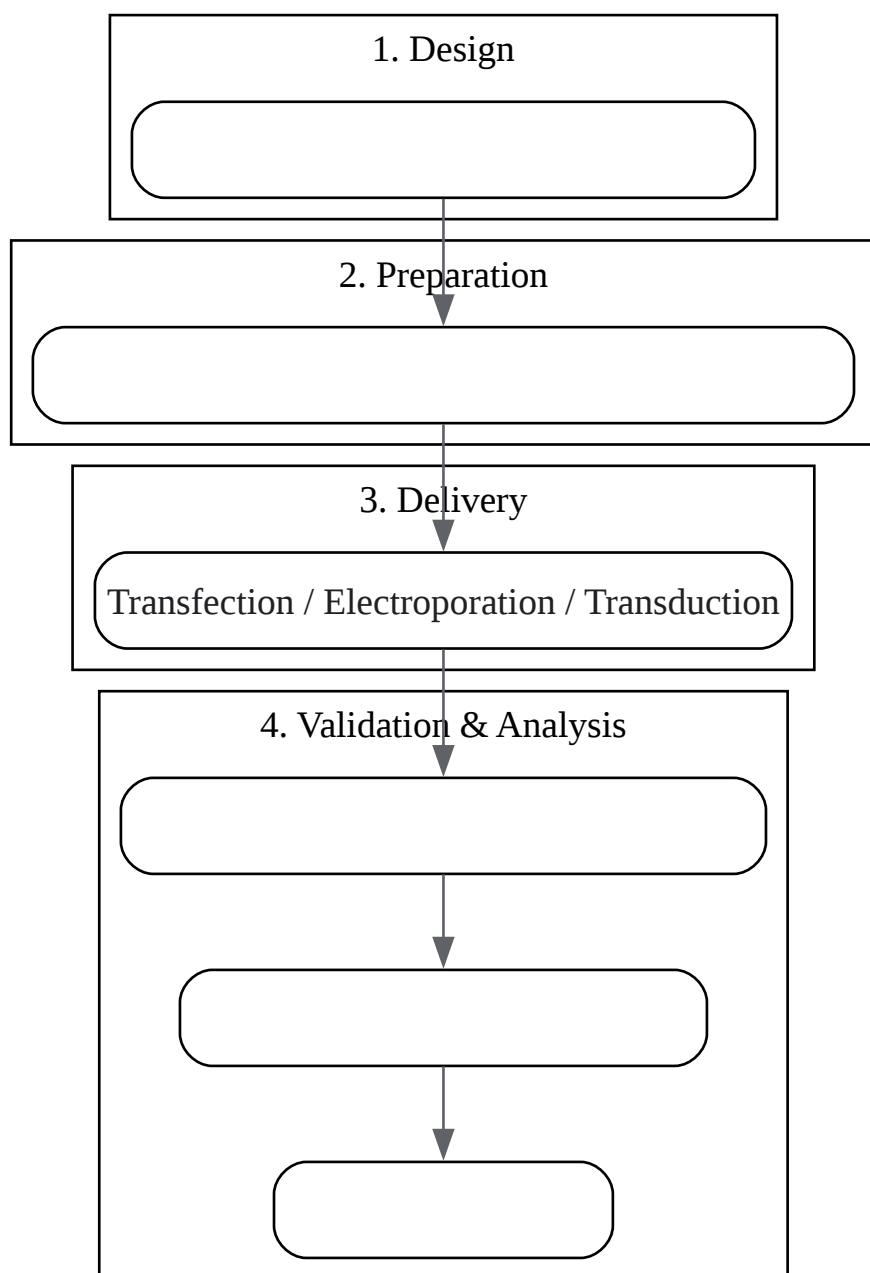 1. Design
2. Preparation
3. Delivery
Transfection / Electroporation / Transduction
4. Validation & Analysis